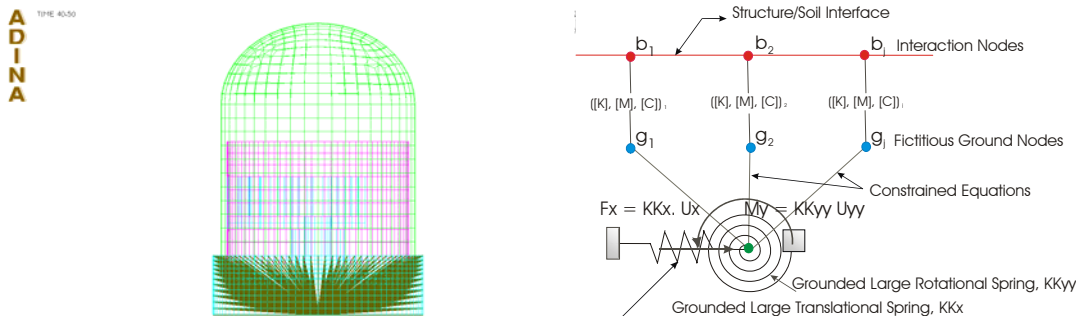 ADINA
TIME 40.50
Structure/Soil Interface
b₁ b₂ bⱼ Interaction Nodes
([K], [M], [C])₁ ([K], [M], [C])₂ ([K], [M], [C])ⱼ
g₁ g₂ gⱼ Fictitious Ground Nodes
Constrained Equations
Fx = KKx. Ux My = KKyy Uyy
Grounded Large Rotational Spring, KKyy
Grounded Large Translational Spring, KKx